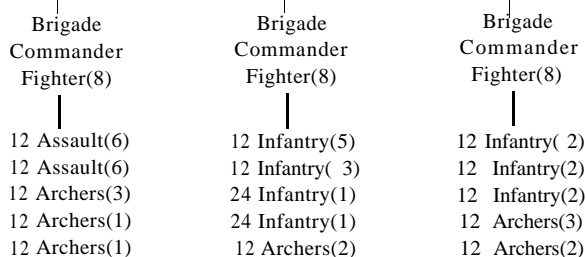 Brigade
Commander
Fighter(8)
12 Assault(6)
12 Assault(6)
12 Archers(3)
12 Archers(1)
12 Archers(1)
Brigade
Commander
Fighter(8)
12 Infantry(5)
12 Infantry( 3)
24 Infantry(1)
24 Infantry(1)
12 Archers(2)
Brigade
Commander
Fighter(8)
12 Infantry( 2)
12 Infantry(2)
12 Infantry(2)
12 Archers(3)
12 Archers(2)